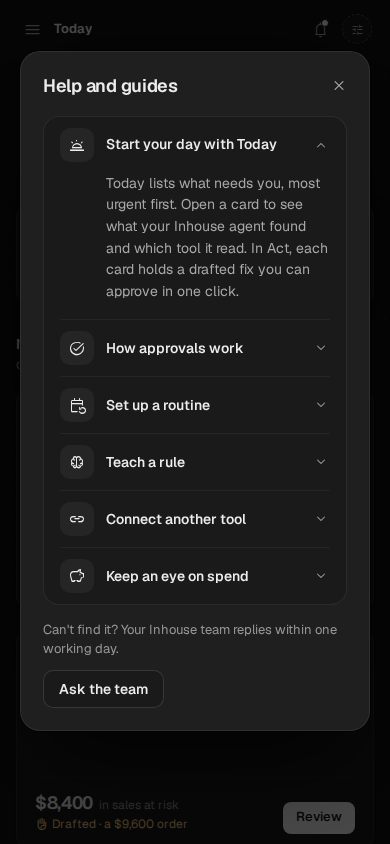 Today
Help and guides
Start your day with Today
Today lists what needs you, most
urgent first. Open a card to see
what your Inhouse agent found
and which tool it read. In Act, each
card holds a drafted fix you can
approve in one click.
How approvals work
Set up a routine
Teach a rule
Connect another tool
Keep an eye on spend
Can't find it? Your Inhouse team replies within one
working day.
Ask the team
$8,400 in sales at risk
Drafted · a $9,600 order
Review